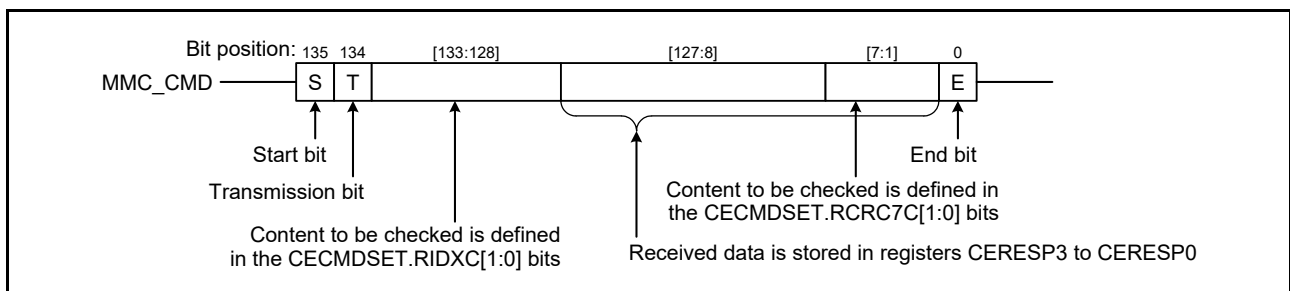 Bit position: 135 134 [133:128] [127:8] [7:1] 0
MMC_CMD S T E
Start bit
End bit
Transmission bit
Content to be checked is defined in
the CECMDSET.RCRC7C[1:0] bits
Content to be checked is defined
in the CECMDSET.RIDXC[1:0] bits
Received data is stored in registers CERESP3 to CERESP0